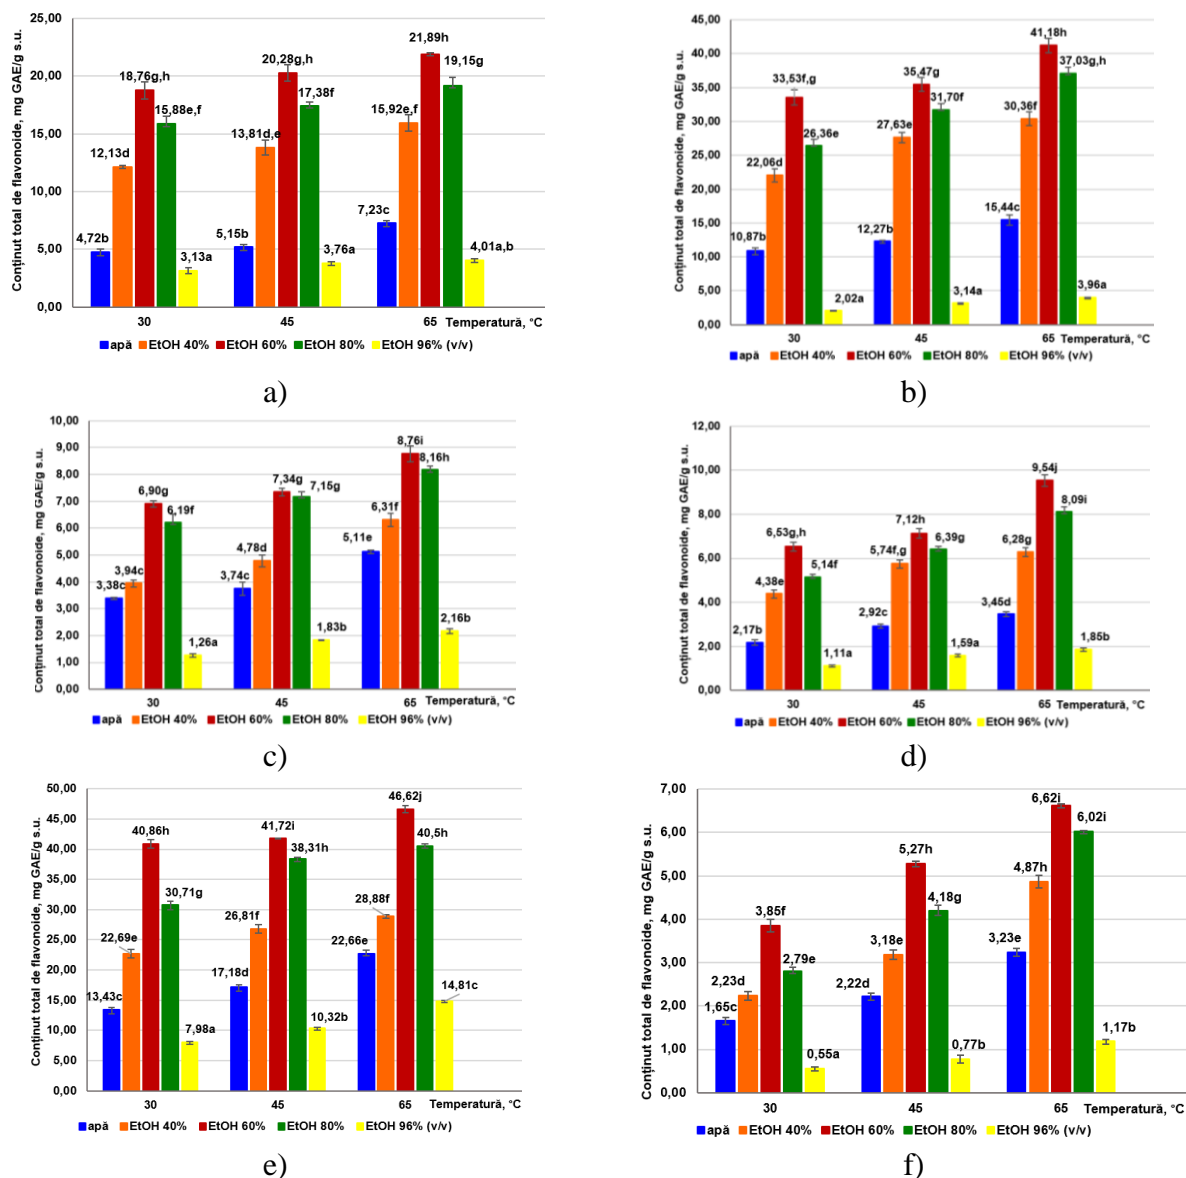 Conținut total de flavonoide, mg GAE/g s.u.
25,00
20,00
15,00
10,00
5,00
0,00
4,72b
12,13d
18,76g,h
15,88e,f
3,13a
5,15b
13,81d,e
20,28g,h
17,38f
3,76a
7,23c
15,92e,f
21,89h
19,15g
4,01a,b
30 45 65 Temperatură, °C
apă EtOH 40% EtOH 60% EtOH 80% EtOH 96% (v/v)
a)
Conținut total de flavonoide, mg GAE/g s.u.
45,00
40,00
35,00
30,00
25,00
20,00
15,00
10,00
5,00
0,00
10,87b
22,06d
33,53f,g
26,36e
2,02a
12,27b
27,63e
35,47g
31,70f
3,14a
15,44c
30,36f
41,18h
37,03g,h
3,96a
30 45 65 Temperatură, °C
apă EtOH 40% EtOH 60% EtOH 80% EtOH 96% (v/v)
b)
Conținut total de flavonoide, mg GAE/g s.u.
10,00
9,00
8,00
7,00
6,00
5,00
4,00
3,00
2,00
1,00
0,00
3,38c
3,94c
6,90g
6,19f
1,26a
3,74c
4,78d
7,34g
7,15g
1,83b
5,11e
6,31f
8,76i
8,16h
2,16b
30 45 65 Temperatură, °C
apă EtOH 40% EtOH 60% EtOH 80% EtOH 96% (v/v)
c)
Conținut total de flavonoide, mg GAE/g s.u.
12,00
10,00
8,00
6,00
4,00
2,00
0,00
2,17b
4,38e
6,53g,h
5,14f
1,11a
2,92c
5,74f,g
7,12h
6,39g
1,59a
3,45d
6,28g
9,54j
8,09i
1,85b
30 45 65 Temperatură, °C
apă EtOH 40% EtOH 60% EtOH 80% EtOH 96% (v/v)
d)
Conținut total de flavonoide, mg GAE/g s.u.
50,00
45,00
40,00
35,00
30,00
25,00
20,00
15,00
10,00
5,00
0,00
13,43c
22,69e
40,86h
30,71g
7,98a
17,18d
26,81f
41,72i
38,31h
10,32b
22,66e
28,88f
46,62j
40,5h
14,81c
30 45 65 Temperatură, °C
apă EtOH 40% EtOH 60% EtOH 80% EtOH 96% (v/v)
e)
Conținut total de flavonoide, mg GAE/g s.u.
7,00
6,00
5,00
4,00
3,00
2,00
1,00
0,00
1,65c
2,23d
3,85f
2,79e
0,55a
2,22d
3,18e
5,27h
4,18g
0,77b
3,23e
4,87h
6,62i
6,02i
1,17b
30 45 65 Temperatură, °C
apă EtOH 40% EtOH 60% EtOH 80% EtOH 96% (v/v)
f)